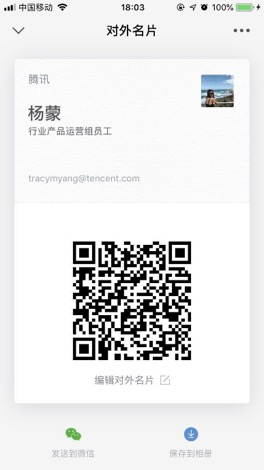 中国移动 18:03 100%
对外名片
腾讯
杨蒙
行业产品运营组员工
tracymyang@tencent.com
编辑对外名片
发送到微信 保存到相册